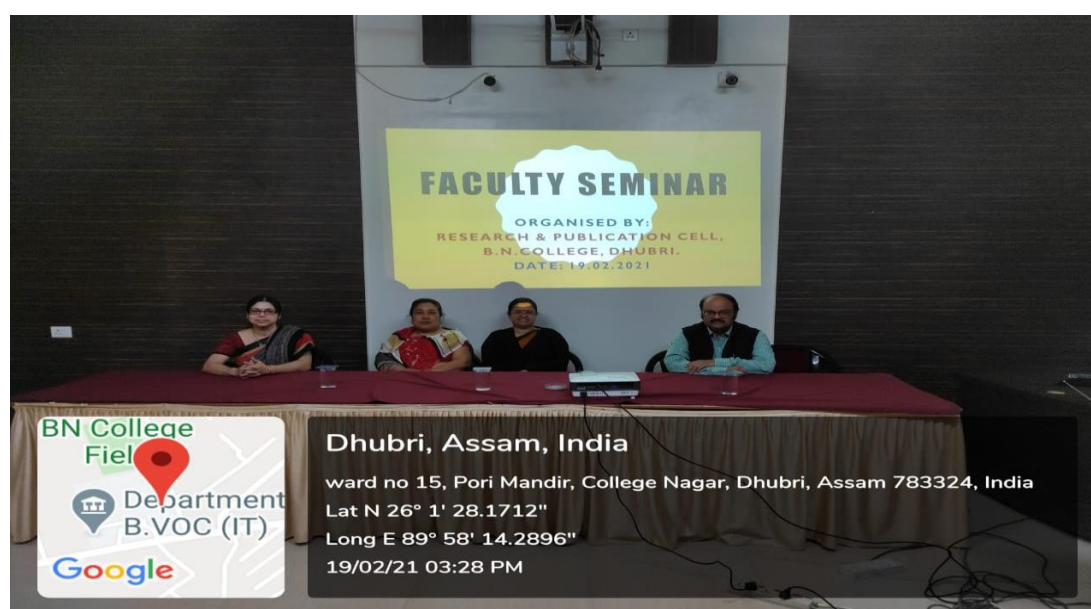 FACULTY SEMINAR
ORGANISED BY:
RESEARCH & PUBLICATION CELL,
B.N.COLLEGE, DHUBRI.
DATE: 19.02.2021
BN College
Fiel
Department
B.VOC (IT)
Google
Dhubri, Assam, India
ward no 15, Pori Mandir, College Nagar, Dhubri, Assam 783324, India
Lat N 26° 1' 28.1712"
Long E 89° 58' 14.2896"
19/02/21 03:28 PM